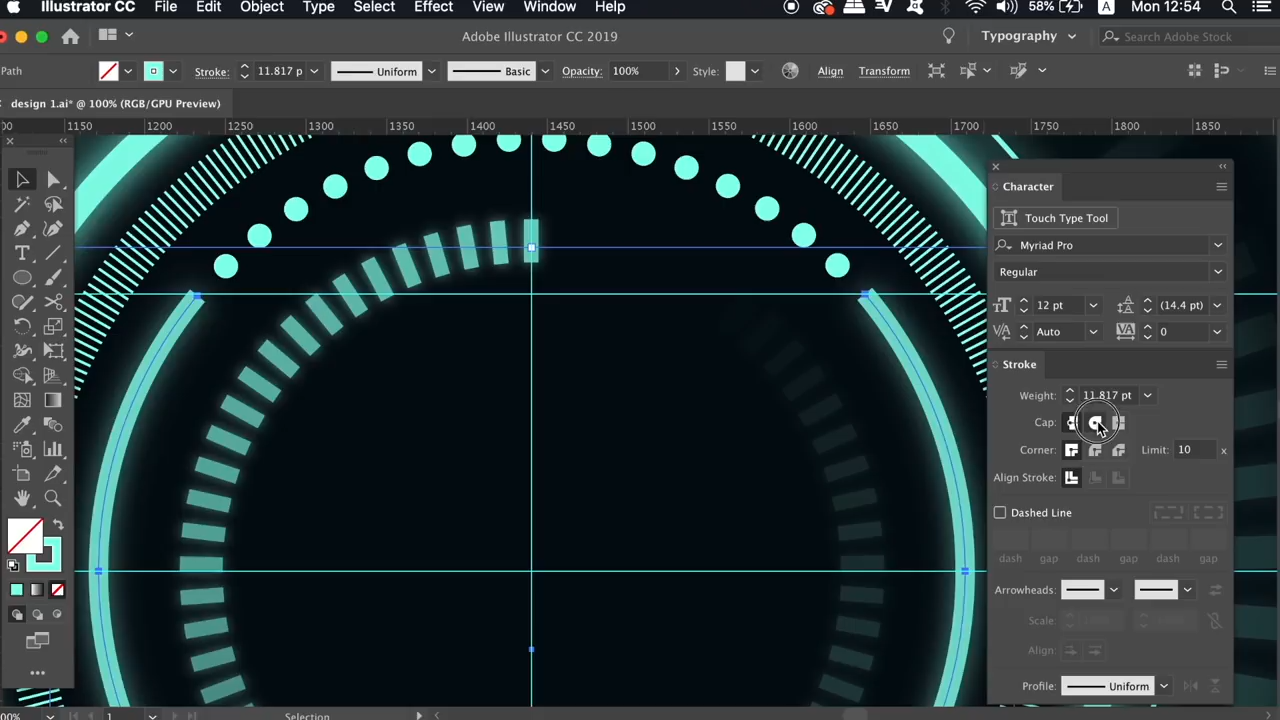 Illustrator CC File Edit Object Type Select Effect View Window Help 58% A Mon 12:54
Adobe Illustrator CC 2019 Typography Search Adobe Stock
Path Stroke: 11.817 p Uniform Basic Opacity: 100% Style: Align Transform
design 1.ai* @ 100% (RGB/GPU Preview)
00 1150 1200 1250 1300 1350 1400 1450 1500 1550 1600 1650 1700 1750 1800 1850
Character
Touch Type Tool
Myriad Pro
Regular
12 pt (14.4 pt)
Auto 0
Stroke
Weight: 11.817 pt
Cap:
Corner: Limit: 10 x
Align Stroke:
Dashed Line
dash gap dash gap dash gap
Arrowheads:
Scale:
Align:
Profile: Uniform
00% 1 Selection